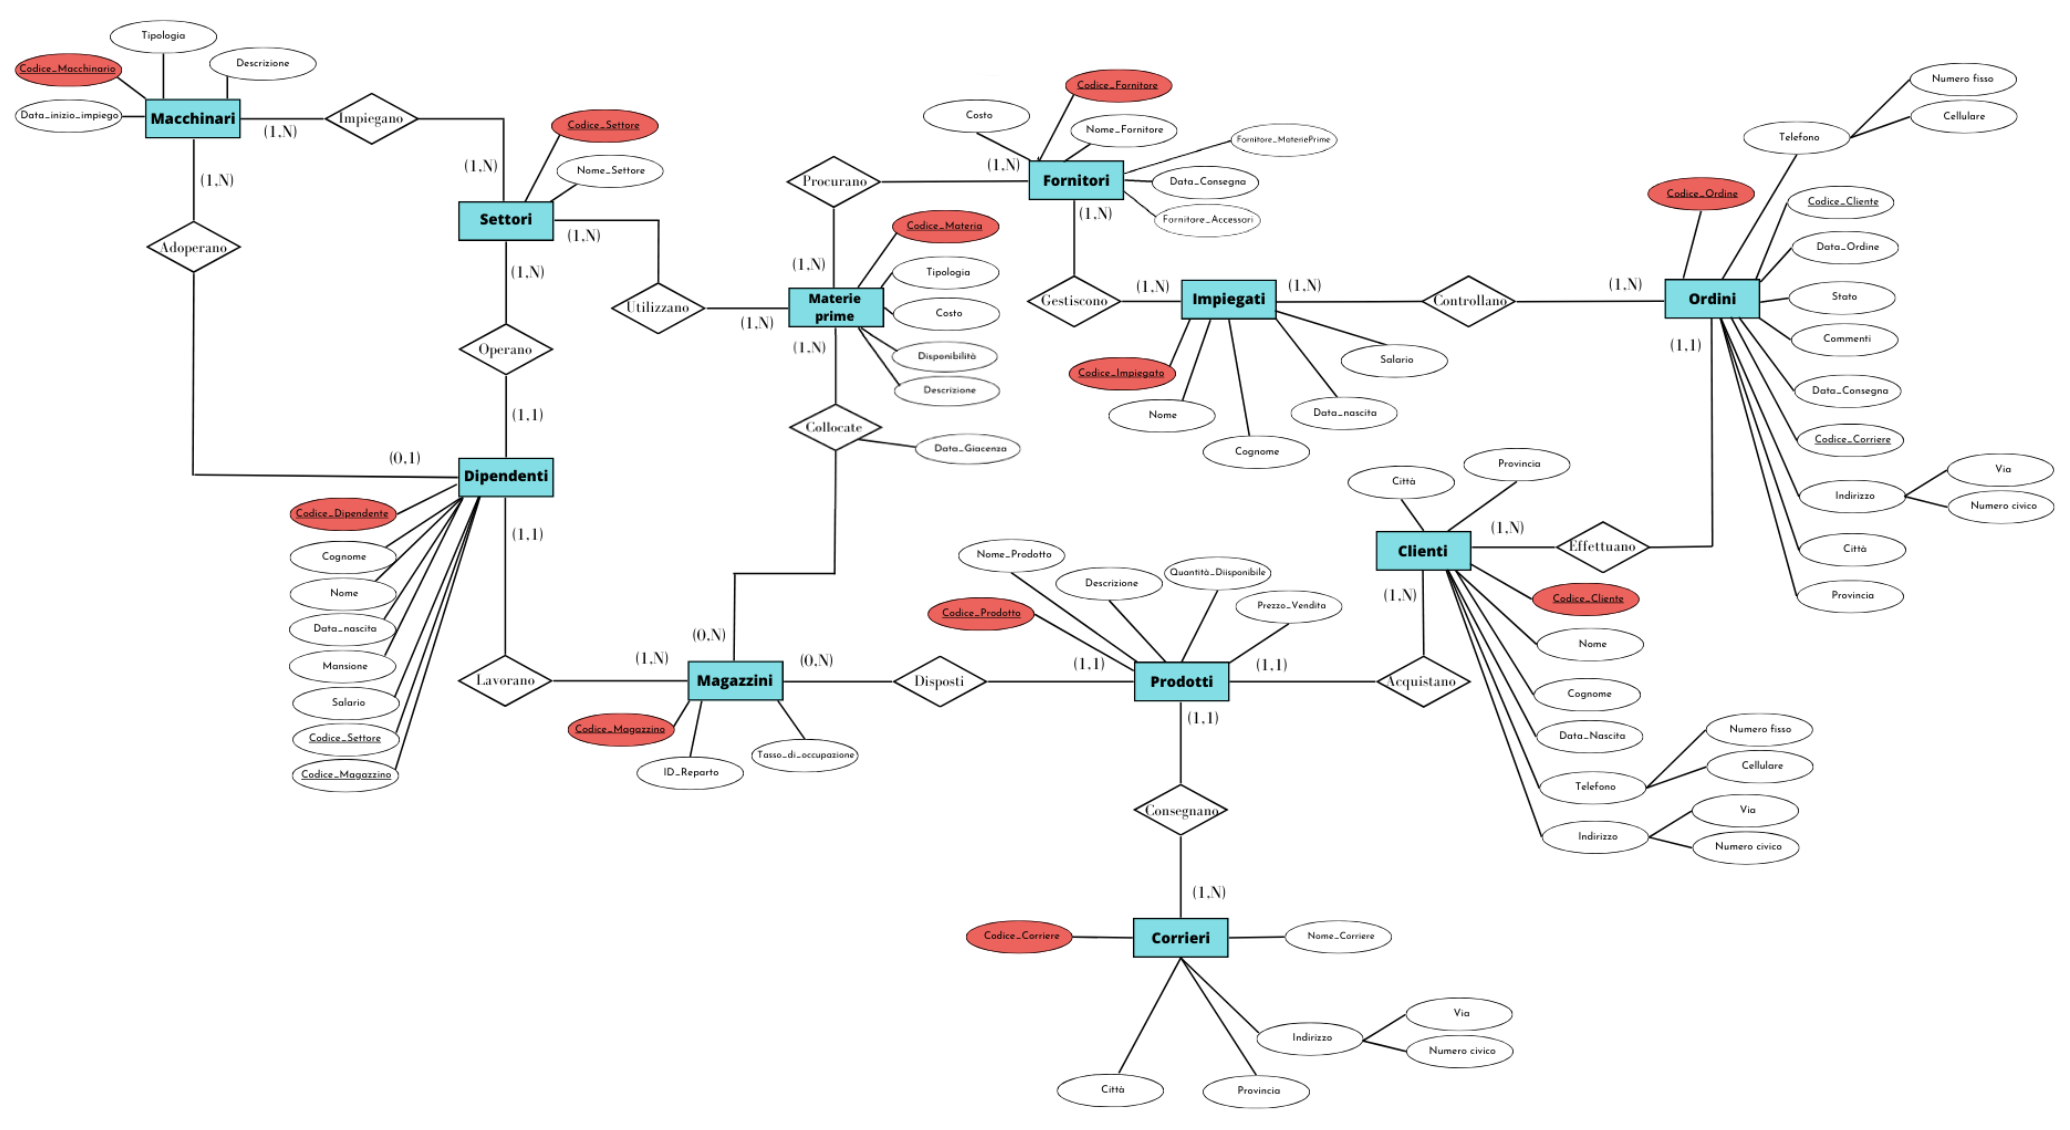 Tipologia
Codice_Macchinario
Descrizione
Data_inizio_impiego
Macchinari
(1,N)
Impiegano
(1,N)
Codice_Settore
Nome_Settore
Settori
(1,N)
(1,N)
Adoperano
(1,N)
Utilizzano
(1,N)
Operano
(1,1)
(0,1)
Dipendenti
Codice_Dipendente
Cognome
Nome
Data_nascita
Mansione
Salario
Codice_Settore
Codice_Magazzino
(1,1)
Lavorano
(1,N)
Codice_Fornitore
Costo
Nome_Fornitore
Fornitore_MateriePrime
Data_Consegna
Fornitore_Accessori
(1,N)
Fornitori
(1,N)
Procurano
(1,N)
Codice_Materia
Tipologia
Costo
Disponibilità
Descrizione
Materie
prime
(1,N)
Collocate
Data_Giacenza
(0,N)
Magazzini
(0,N)
Codice_Magazzino
ID_Reparto
Tasso_di_occupazione
Disposti
Gestiscono
(1,N)
Impiegati
(1,N)
Codice_Impiegato
Nome
Cognome
Data_nascita
Salario
Controllano
(1,N)
Ordini
(1,1)
Numero fisso
Cellulare
Telefono
Codice_Ordine
Codice_Cliente
Data_Ordine
Stato
Commenti
Data_Consegna
Codice_Corriere
Indirizzo
Via
Numero civico
Città
Provincia
Città
Provincia
Clienti
(1,N)
Effettuano
(1,N)
Codice_Cliente
Nome
Cognome
Data_Nascita
Telefono
Numero fisso
Cellulare
Indirizzo
Via
Numero civico
Acquistano
Nome_Prodotto
Descrizione
Quantità_Diisponibile
Prezzo_Vendita
Codice_Prodotto
(1,1)
Prodotti
(1,1)
(1,1)
Consegnano
(1,N)
Codice_Corriere
Corrieri
Nome_Corriere
Indirizzo
Via
Numero civico
Città
Provincia